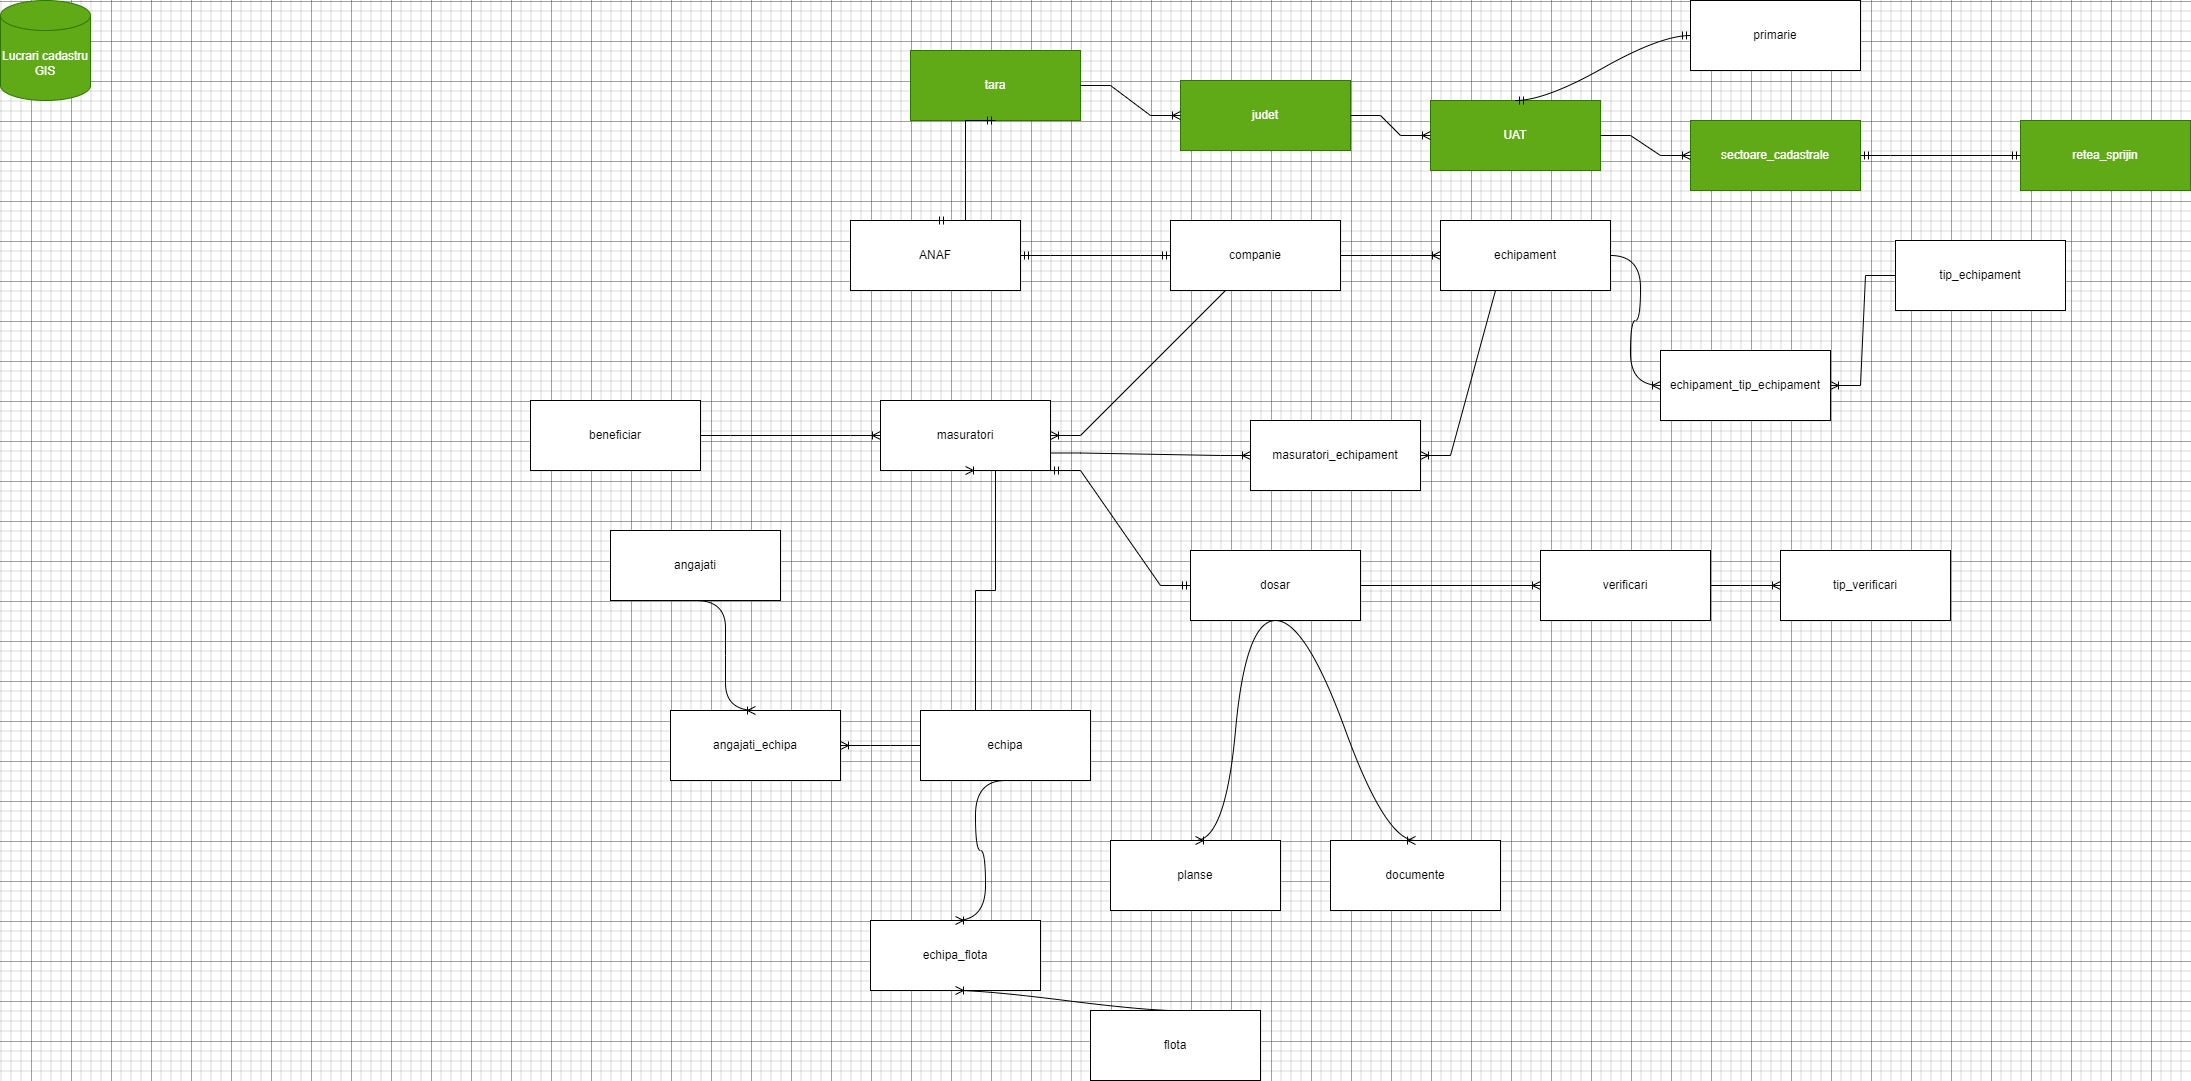 Lucrari cadastru
GIS
primarie
tara
judet
UAT
sectoare_cadastrale
retea_sprijin
ANAF
companie
echipament
tip_echipament
echipament_tip_echipament
beneficiar
masuratori
masuratori_echipament
angajati
dosar
verificari
tip_verificari
angajati_echipa
echipa
planse
documente
echipa_flota
flota